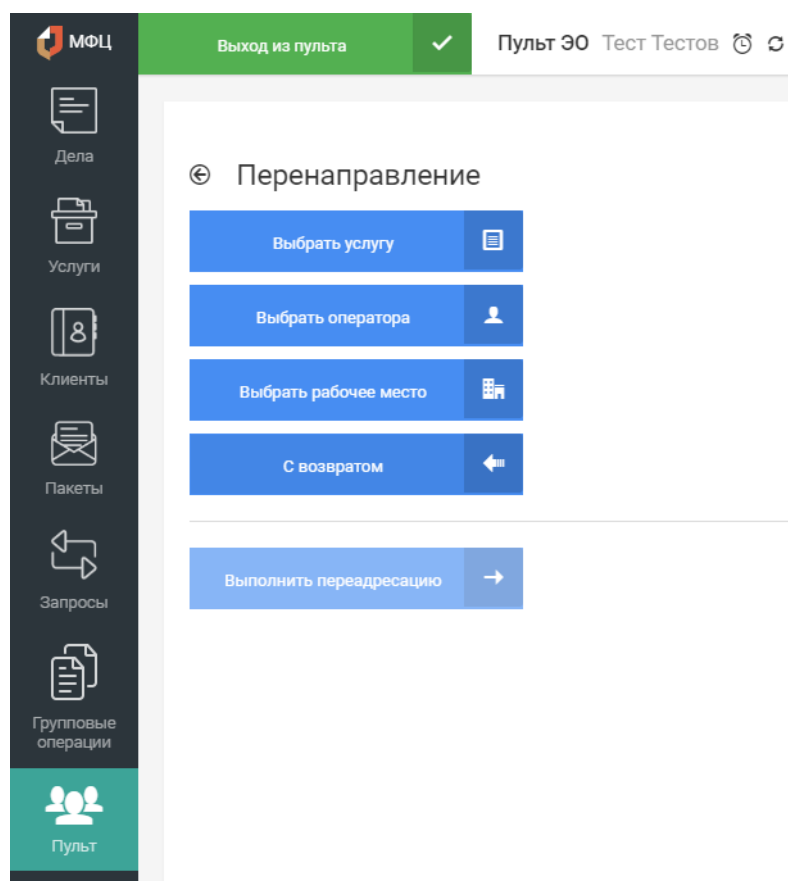 МФЦ
Выход из пульта
Пульт ЭО Тест Тестов
Дела
Услуги
Клиенты
Пакеты
Запросы
Групповые
операции
Пульт
Перенаправление
Выбрать услугу
Выбрать оператора
Выбрать рабочее место
С возвратом
Выполнить переадресацию